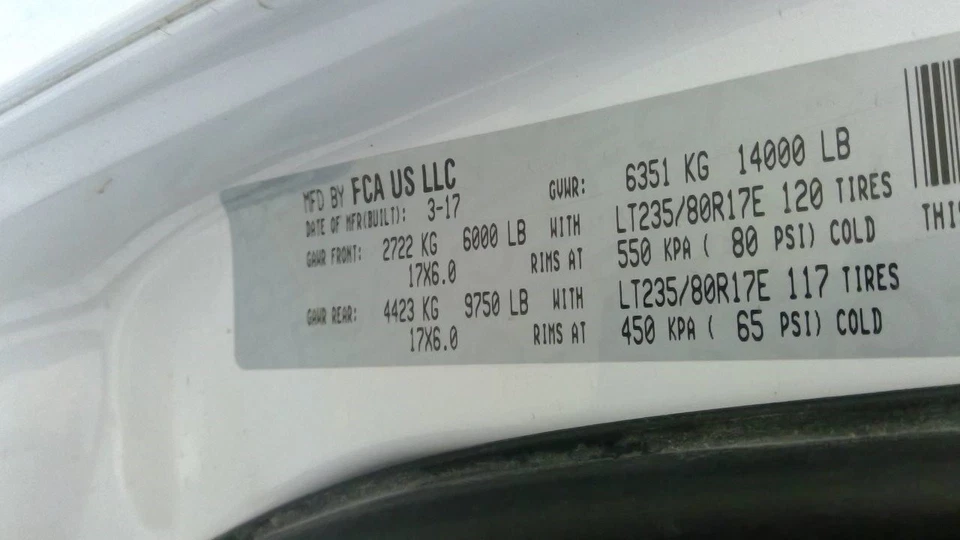 MFD BY FCA US LLC
DATE OF MFR(BUILT): 3-17 GVWR: 6351 KG 14000 LB
GAWR FRONT: 2722 KG 6000 LB WITH LT235/80R17E 120 TIRES
17X6.0 RIMS AT 550 KPA ( 80 PSI) COLD
GAWR REAR: 4423 KG 9750 LB WITH LT235/80R17E 117 TIRES
17X6.0 RIMS AT 450 KPA ( 65 PSI) COLD